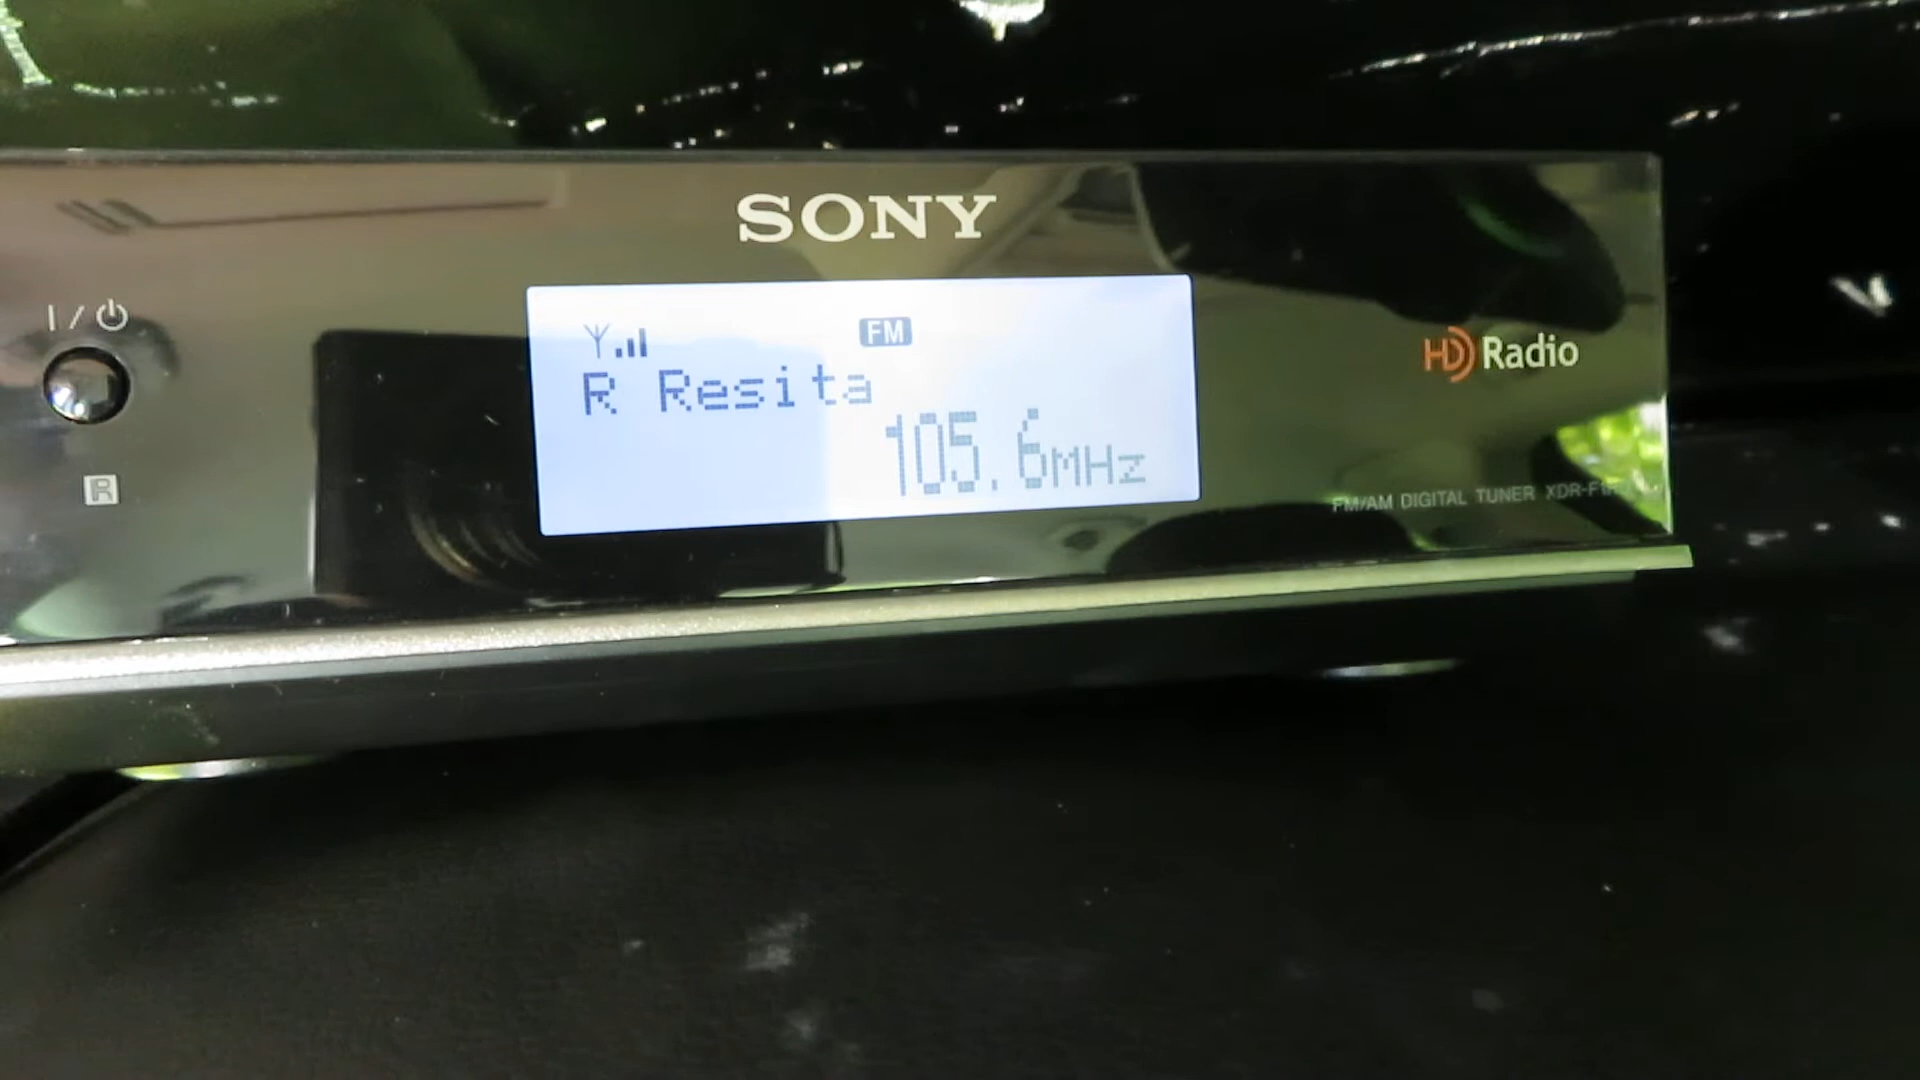 SONY
I/⏻
FM
R Resita
105.6MHz
HD Radio
R
FM/AM DIGITAL TUNER